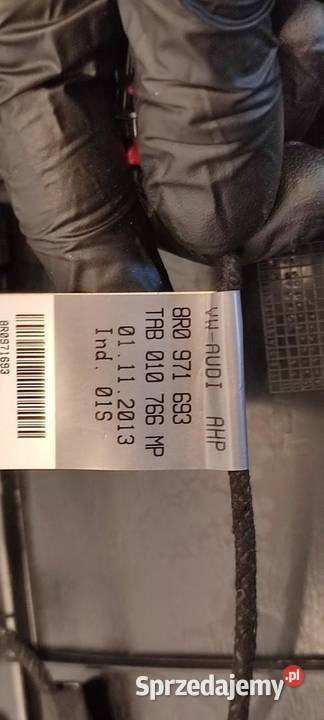 VW-AUDI AHP
8R0 971 693
TAB 010 766 MP
01.11.2013
Ind. 01S
8R0971693
Sprzedajemy.pl